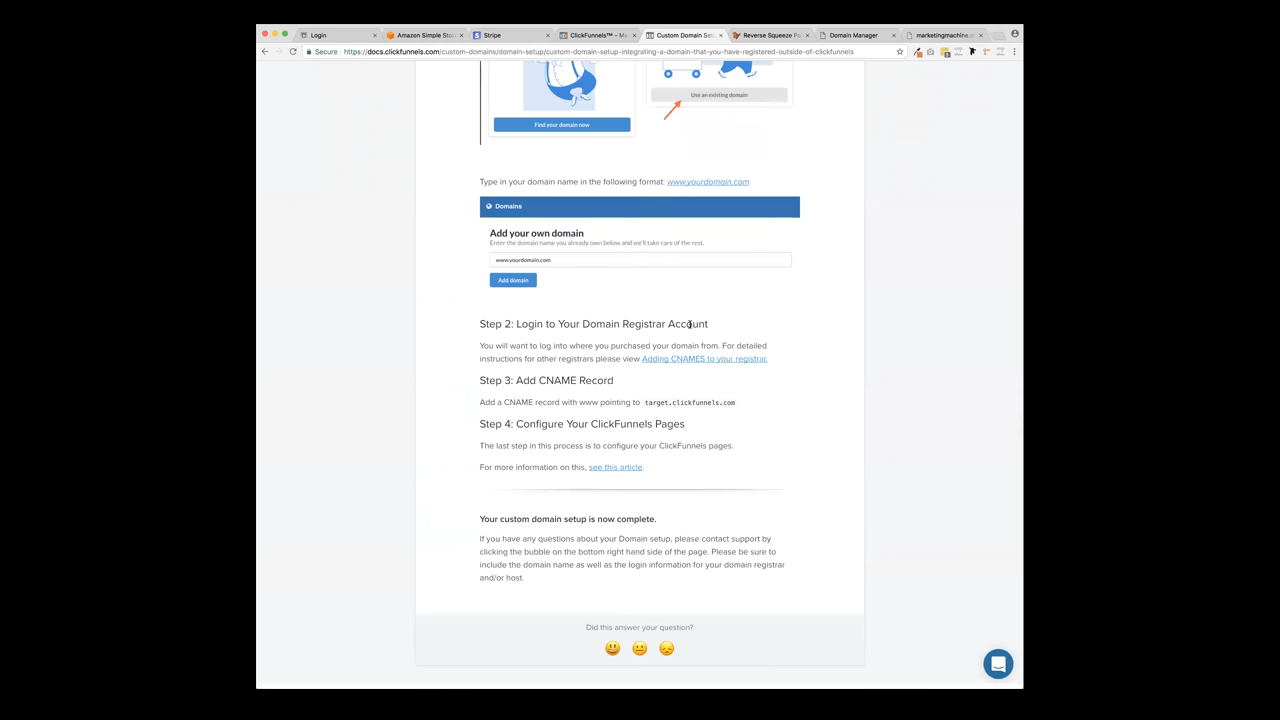 Login
Amazon Simple Stor
Stripe
ClickFunnels™ – M
Custom Domain Set
Reverse Squeeze Po
Domain Manager
marketingmachine.
Secure
https://docs.clickfunnels.com/custom-domains/domain-setup/custom-domain-setup-integrating-a-domain-that-you-have-registered-outside-of-clickfunnels
Use an existing domain
Find your domain now
Type in your domain name in the following format: www.yourdomain.com
Domains
Add your own domain
Enter the domain name you already own below and we'll take care of the rest.
www.yourdomain.com
Add domain
Step 2: Login to Your Domain Registrar Account
You will want to log into where you purchased your domain from. For detailed
instructions for other registrars please view Adding CNAMES to your registrar.
Step 3: Add CNAME Record
Add a CNAME record with www pointing to target.clickfunnels.com
Step 4: Configure Your ClickFunnels Pages
The last step in this process is to configure your ClickFunnels pages.
For more information on this, see this article.
Your custom domain setup is now complete.
If you have any questions about your Domain setup, please contact support by
clicking the bubble on the bottom right hand side of the page. Please be sure to
include the domain name as well as the login information for your domain registrar
and/or host.
Did this answer your question?